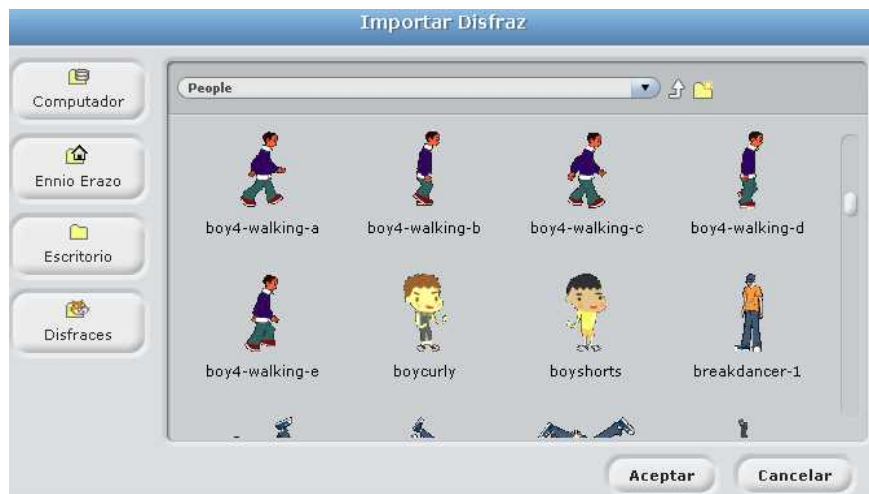 Importar Disfraz
Computador
Ennio Erazo
Escritorio
Disfraces
People
boy4-walking-a
boy4-walking-b
boy4-walking-c
boy4-walking-d
boy4-walking-e
boycurly
boyshorts
breakdancer-1
Aceptar
Cancelar